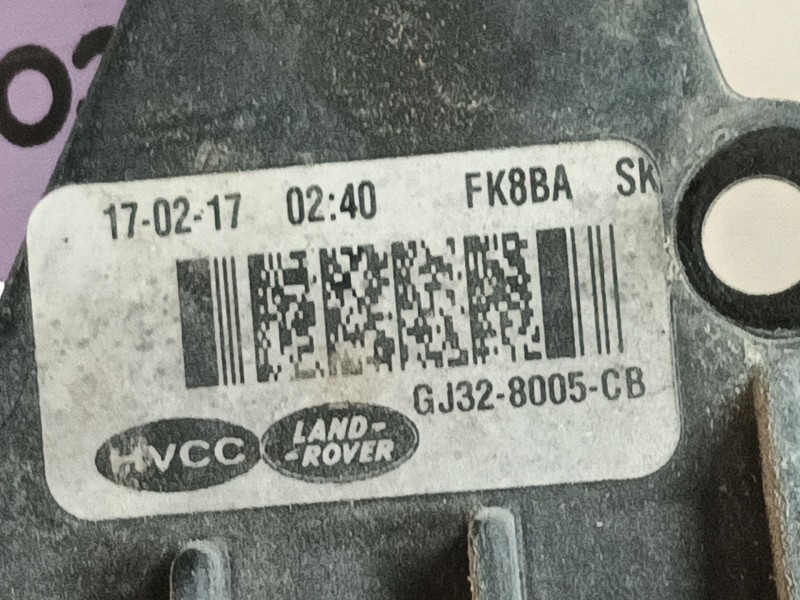 17-02-17 02:40 FK8BA SK
GJ32-8005-CB
HVCC
LAND-
-ROVER